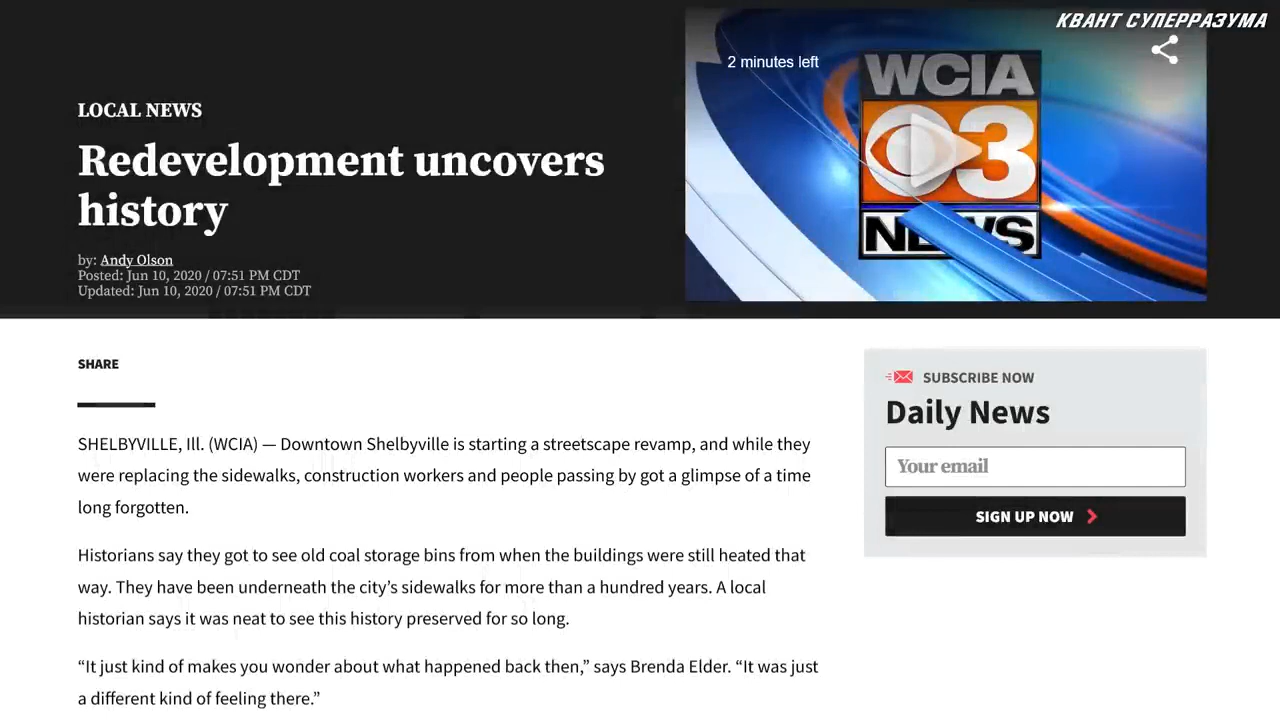 КВАНТ СУПЕРРАЗУМА
2 minutes left
WCIA
3
NEWS
LOCAL NEWS
Redevelopment uncovers
history
by: Andy Olson
Posted: Jun 10, 2020 / 07:51 PM CDT
Updated: Jun 10, 2020 / 07:51 PM CDT
SHARE
SHELBYVILLE, Ill. (WCIA) — Downtown Shelbyville is starting a streetscape revamp, and while they
were replacing the sidewalks, construction workers and people passing by got a glimpse of a time
long forgotten.
Historians say they got to see old coal storage bins from when the buildings were still heated that
way. They have been underneath the city’s sidewalks for more than a hundred years. A local
historian says it was neat to see this history preserved for so long.
“It just kind of makes you wonder about what happened back then,” says Brenda Elder. “It was just
a different kind of feeling there.”
SUBSCRIBE NOW
Daily News
Your email
SIGN UP NOW